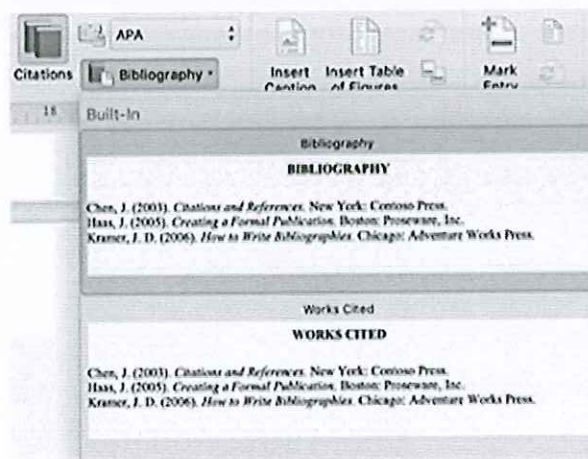 APA
Citations
Bibliography
Insert Caption
Insert Table of Figures
Mark Entry
18
Built-In
Bibliography
BIBLIOGRAPHY
Chen, J. (2003). Citations and References. New York: Contoso Press.
Haas, J. (2005). Creating a Formal Publication. Boston: Proseware, Inc.
Kramer, J. D. (2006). How to Write Bibliographies. Chicago: Adventure Works Press.
Works Cited
WORKS CITED
Chen, J. (2003). Citations and References. New York: Contoso Press.
Haas, J. (2005). Creating a Formal Publication. Boston: Proseware, Inc.
Kramer, J. D. (2006). How to Write Bibliographies. Chicago: Adventure Works Press.